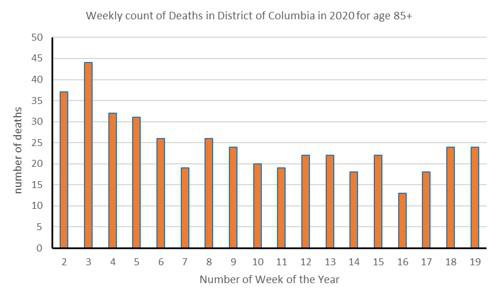 Weekly count of Deaths in District of Columbia in 2020 for age 85+
50
45
40
35
30
25
20
15
10
5
0
number of deaths
2 3 4 5 6 7 8 9 10 11 12 13 14 15 16 17 18 19
Number of Week of the Year